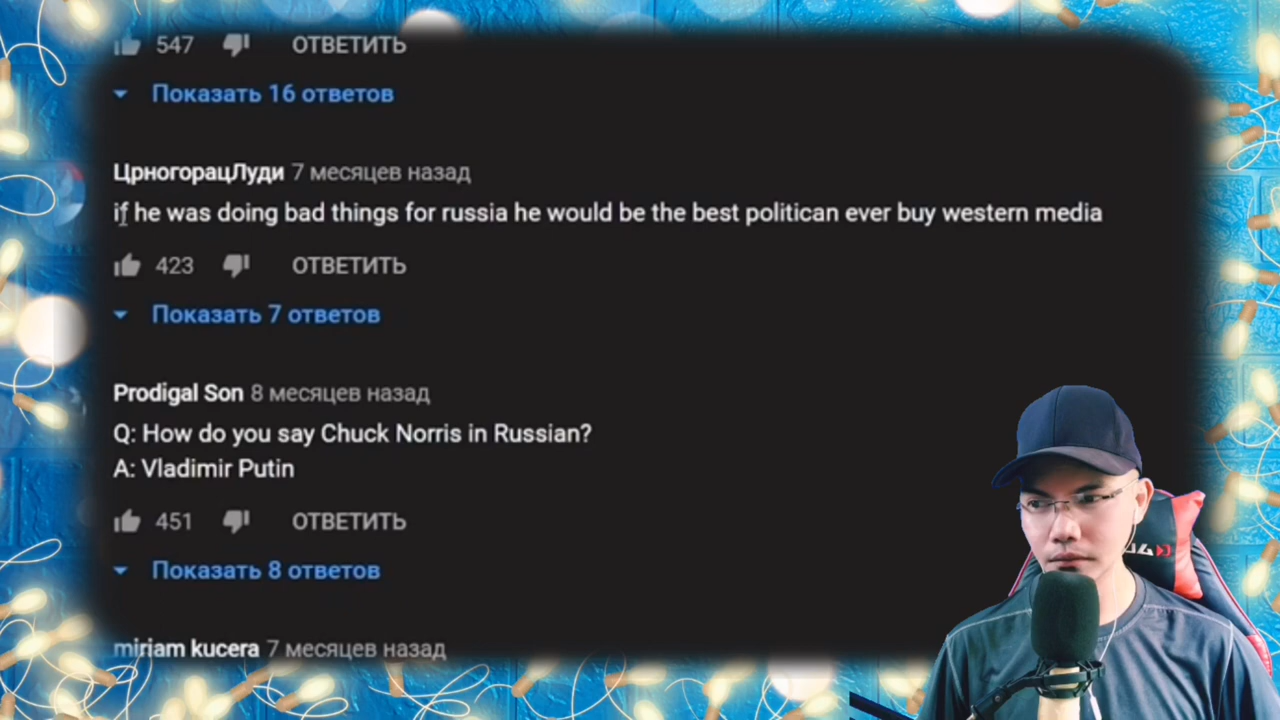 547 ОТВЕТИТЬ
Показать 16 ответов
ЦрногорацЛуди 7 месяцев назад
if he was doing bad things for russia he would be the best politican ever buy western media
423 ОТВЕТИТЬ
Показать 7 ответов
Prodigal Son 8 месяцев назад
Q: How do you say Chuck Norris in Russian?
A: Vladimir Putin
451 ОТВЕТИТЬ
Показать 8 ответов
miriam kucera 7 месяцев назад